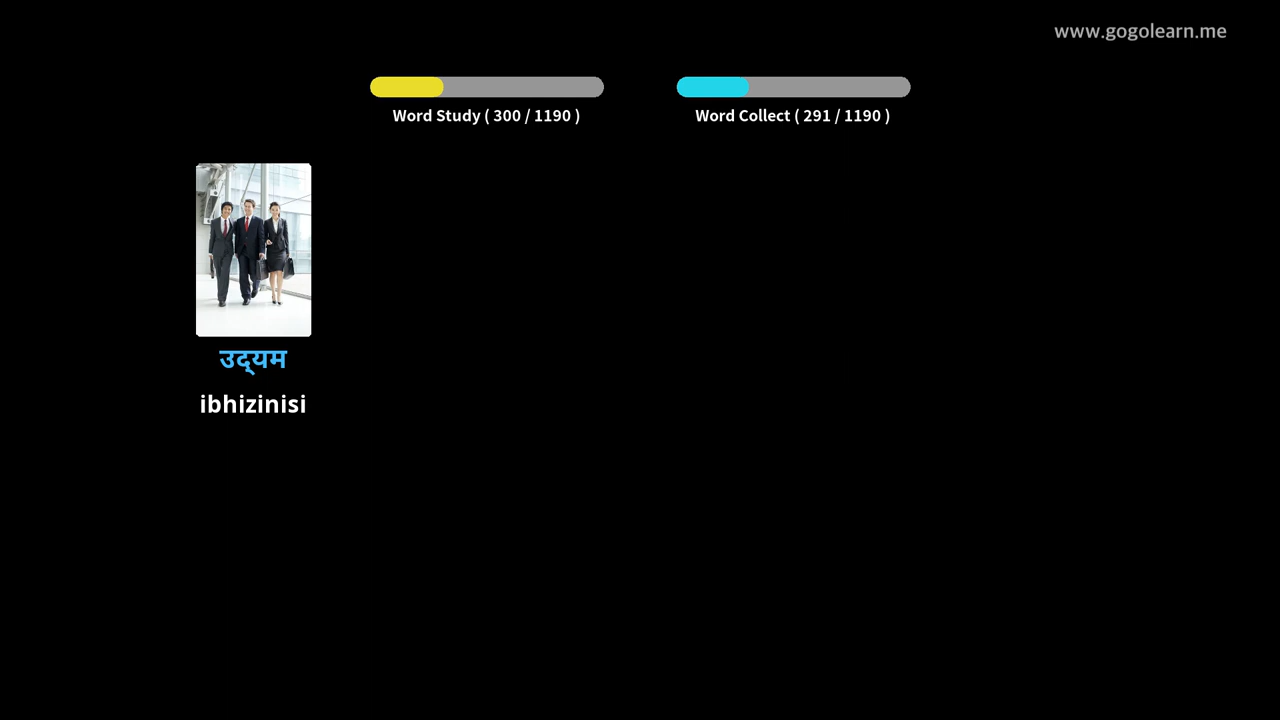 www.gogolearn.me
Word Study ( 300 / 1190 )
Word Collect ( 291 / 1190 )
उद्‌यम
ibhizinisi